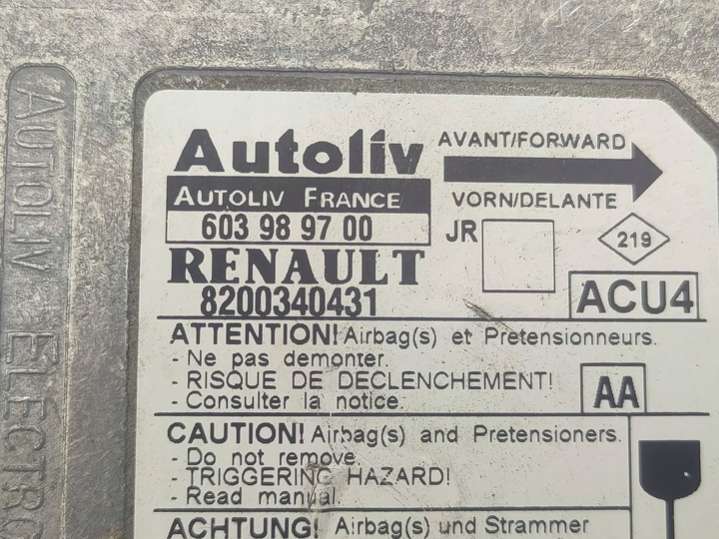 AUTOLIV ELECTRO
Autoliv
AUTOLIV FRANCE
603 98 97 00
AVANT/FORWARD
VORN/DELANTE
JR
219
RENAULT
8200340431
ACU4
ATTENTION! Airbag(s) et Pretensionneurs.
- Ne pas demonter.
- RISQUE DE DECLENCHEMENT!
- Consulter la notice.
AA
CAUTION! Airbag(s) and Pretensioners.
- Do not remove.
- TRIGGERING HAZARD!
- Read manual.
ACHTUNG! Airbag(s) und Strammer